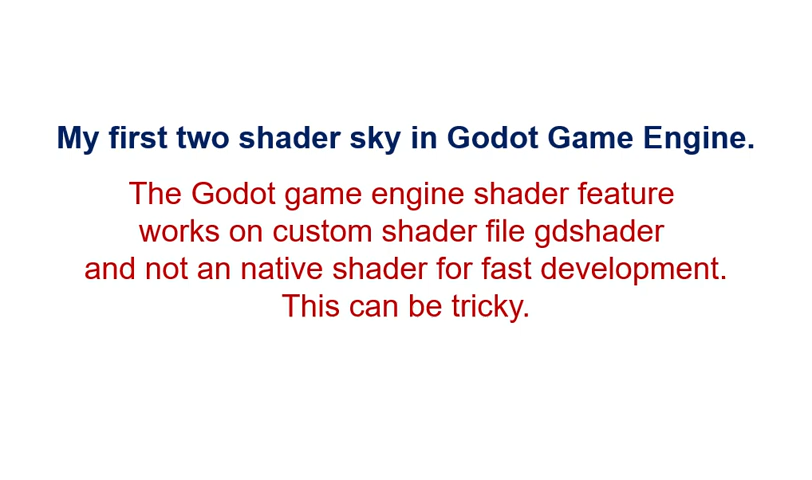 My first two shader sky in Godot Game Engine.
The Godot game engine shader feature
works on custom shader file gdshader
and not an native shader for fast development.
This can be tricky.